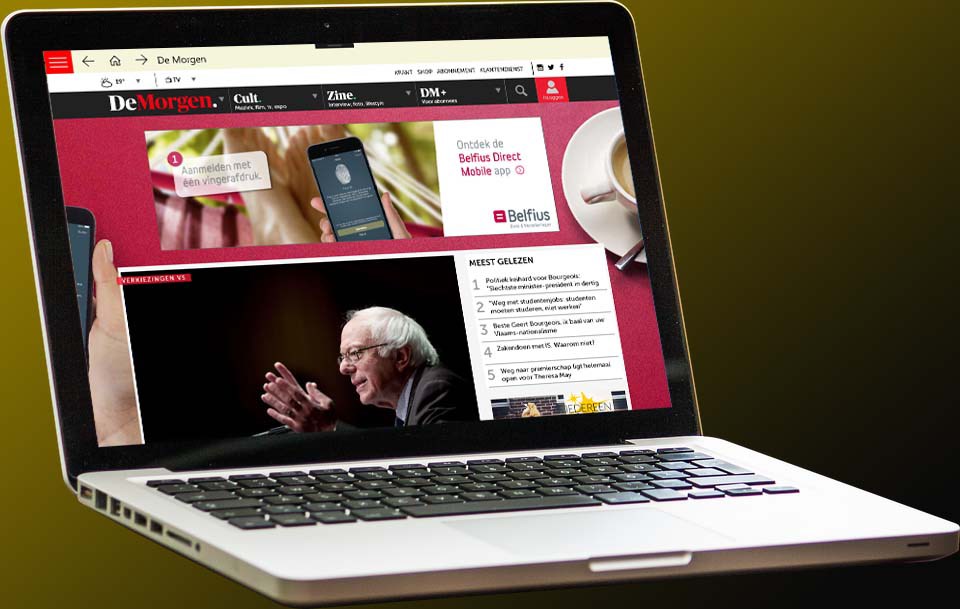 De Morgen
KRANT SHOP ABONNEMENT KLANTENDIENST
19° TV
DeMorgen.
Cult.
Muziek, film, tv, expo
Zine.
Interview, foto, lifestyle
DM+
Voor abonnees
Inloggen
1
Aanmelden met
één vingerafdruk.
Ontdek de
Belfius Direct
Mobile app
Belfius
VERKIEZINGEN VS
MEEST GELEZEN
1 Politiek keihard voor Bourgeois:
"Slechtste minister-president in dertig
2 "Weg met studentenjobs: studenten
moeten studeren, niet werken"
3 Beste Geert Bourgeois, ik baal van uw
Vlaams-nationalisme
4 Zakendoen met IS. Waarom niet?
5 Weg naar premierschap ligt helemaal
open voor Theresa May
IEDEREEN